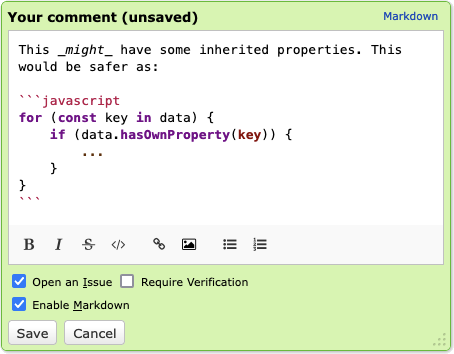 Your comment (unsaved)
Markdown
This _might_ have some inherited properties. This
would be safer as:
```javascript
for (const key in data) {
    if (data.hasOwnProperty(key)) {
        ...
    }
}
```
B I S </>
Open an Issue Require Verification
Enable Markdown
Save Cancel